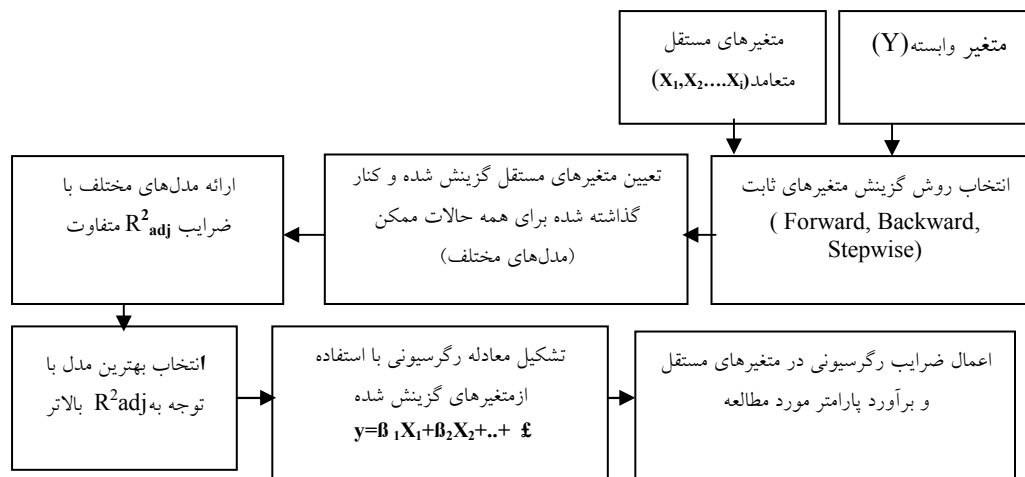 متغیر وابسته(Y)
متغیرهای مستقل
متعامد(X₁,X₂....Xᵢ)
انتخاب روش گزینش متغیرهای ثابت
( Forward, Backward,
Stepwise)
تعیین متغیرهای مستقل گزینش شده و کنار
گذاشته شده برای همه حالات ممکن
(مدل‌های مختلف)
ارائه مدل‌های مختلف با
ضرایب R²adj متفاوت
انتخاب بهترین مدل با
توجه به R²adj بالاتر
تشکیل معادله رگرسیونی با استفاده
ازمتغیرهای گزینش شده
y=ß ₁X₁+ß₂X₂+..+ £
اعمال ضرایب رگرسیونی در متغیرهای مستقل
و برآورد پارامتر مورد مطالعه